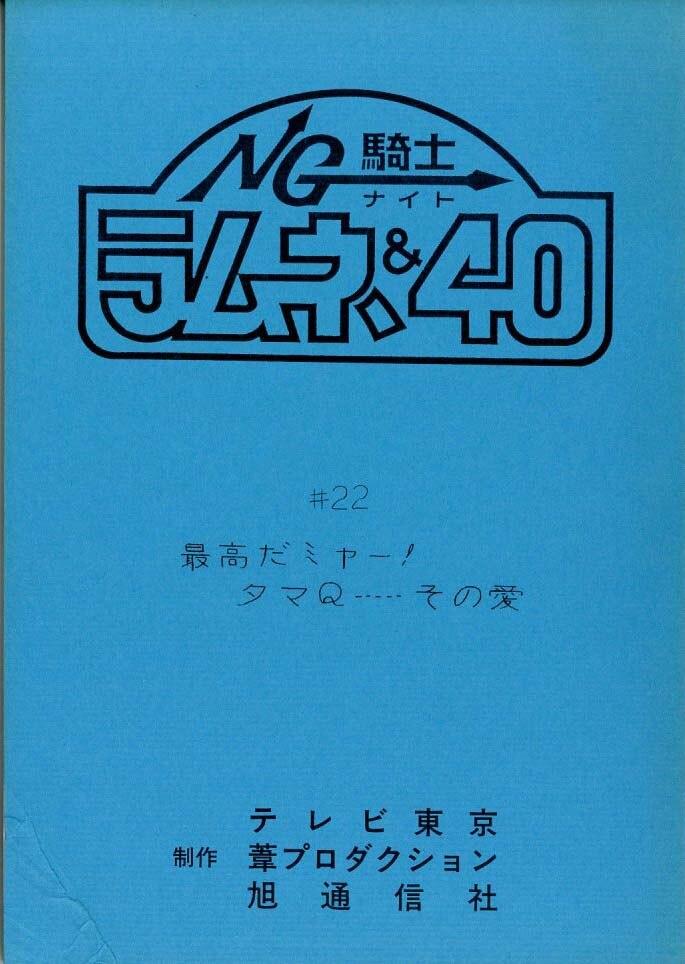 NG騎士
ナイト
ラムネ&40
#22
最高だミャー!
タマQ‥‥‥その愛
テレビ東京
制作 葦プロダクション
旭通信社